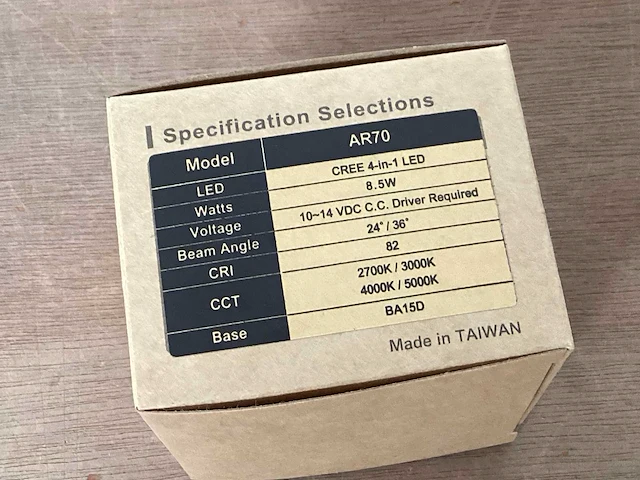 Specification Selections
Model AR70
LED CREE 4-in-1 LED
Watts 8.5W
Voltage 10~14 VDC C.C. Driver Required
Beam Angle 24° / 36°
CRI 82
CCT 2700K / 3000K
4000K / 5000K
Base BA15D
Made in TAIWAN